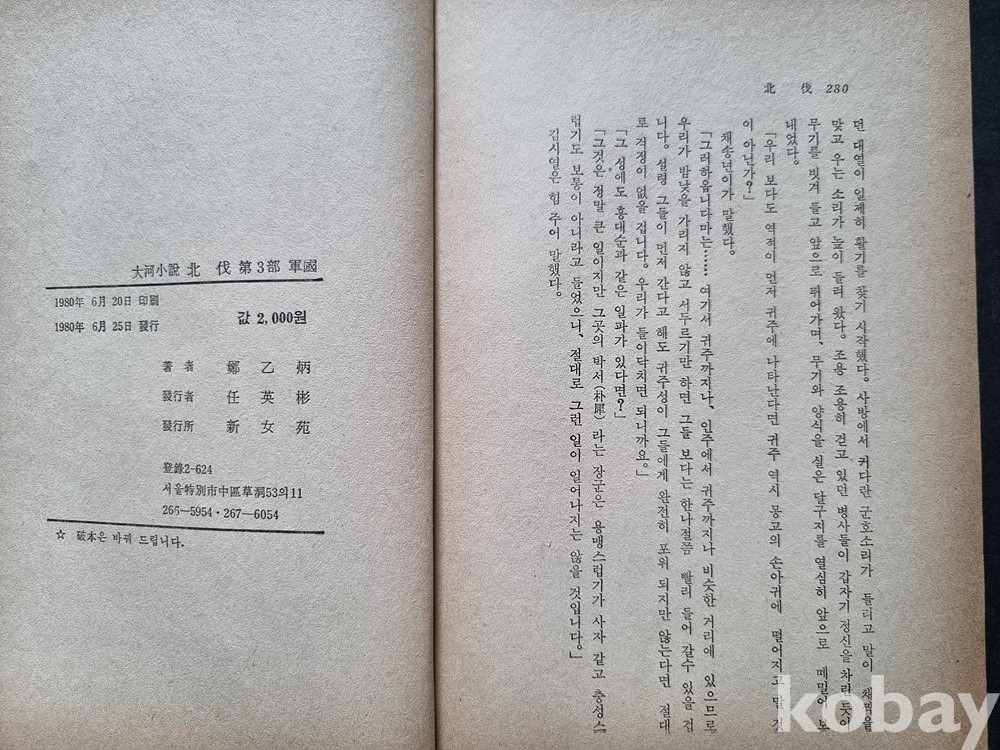 北 伐 280
던 대열이 일제히 활기를 찾기 시작했다. 사방에서 커다란 군호소리가 들리고 말이 채찍을
맞고 우는 소리가 높이 들려 왔다. 조용 조용히 걷고 있던 병사들이 갑자기 정신을 차린 듯이
무기를 벗겨 들고 앞으로 뛰어가며, 무기와 양식을 실은 달구지를 열심히 앞으로 떼밀어 보
내었다.
「우리 보다도 역적이 먼저 귀주에 나타난다면 귀주 역시 몽고의 손아귀에 떨어지고 말 것
이 아닌가?」
채송년이가 말했다.
「그러하옵니다마는…… 여기서 귀주까지나, 인주에서 귀주까지나 비슷한 거리에 있으므로
우리가 밤낮을 가리지 않고 서두르기만 하면 그들 보다는 한나절쯤 빨리 들어 갈수 있을 겁
니다. 설령 그들이 먼저 간다고 해도 귀주성이 그들에게 완전히 포위 되지만 않는다면 절대
로 걱정이 없을 겁니다. 우리가 들이닥치면 되니까요.」
「그 성에도 홍대순과 같은 일파가 있다면?」
「그것은 정말 큰 일이지만 그곳의 박서(朴犀)라는 장군은 용맹스럽기가 사자 같고 충성스
럽기도 보통이 아니라고 들었으니, 절대로 그런 일이 일어나지는 않을 것입니다.」
김시열은 힘 주어 말했다.
大河小說 北 伐 第3部 軍國
1980年 6月 20日 印刷
1980年 6月 25日 發行
값 2,000원
著者 鄭乙炳
發行者 任英彬
發行所 新女苑
登錄2-624
서울特別市中區草洞53의11
266—5954·267—6054
☆ 破本은 바꿔 드립니다.
kobay